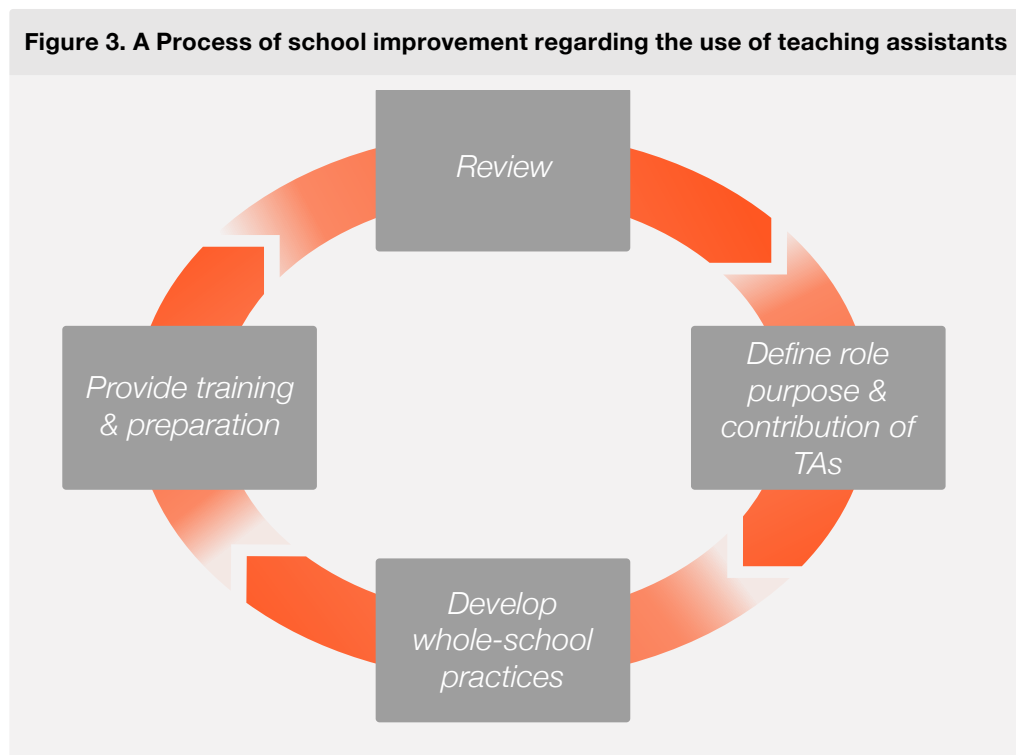 Figure 3. A Process of school improvement regarding the use of teaching assistants
Review
Define role
purpose &
contribution of
TAs
Develop
whole-school
practices
Provide training
& preparation